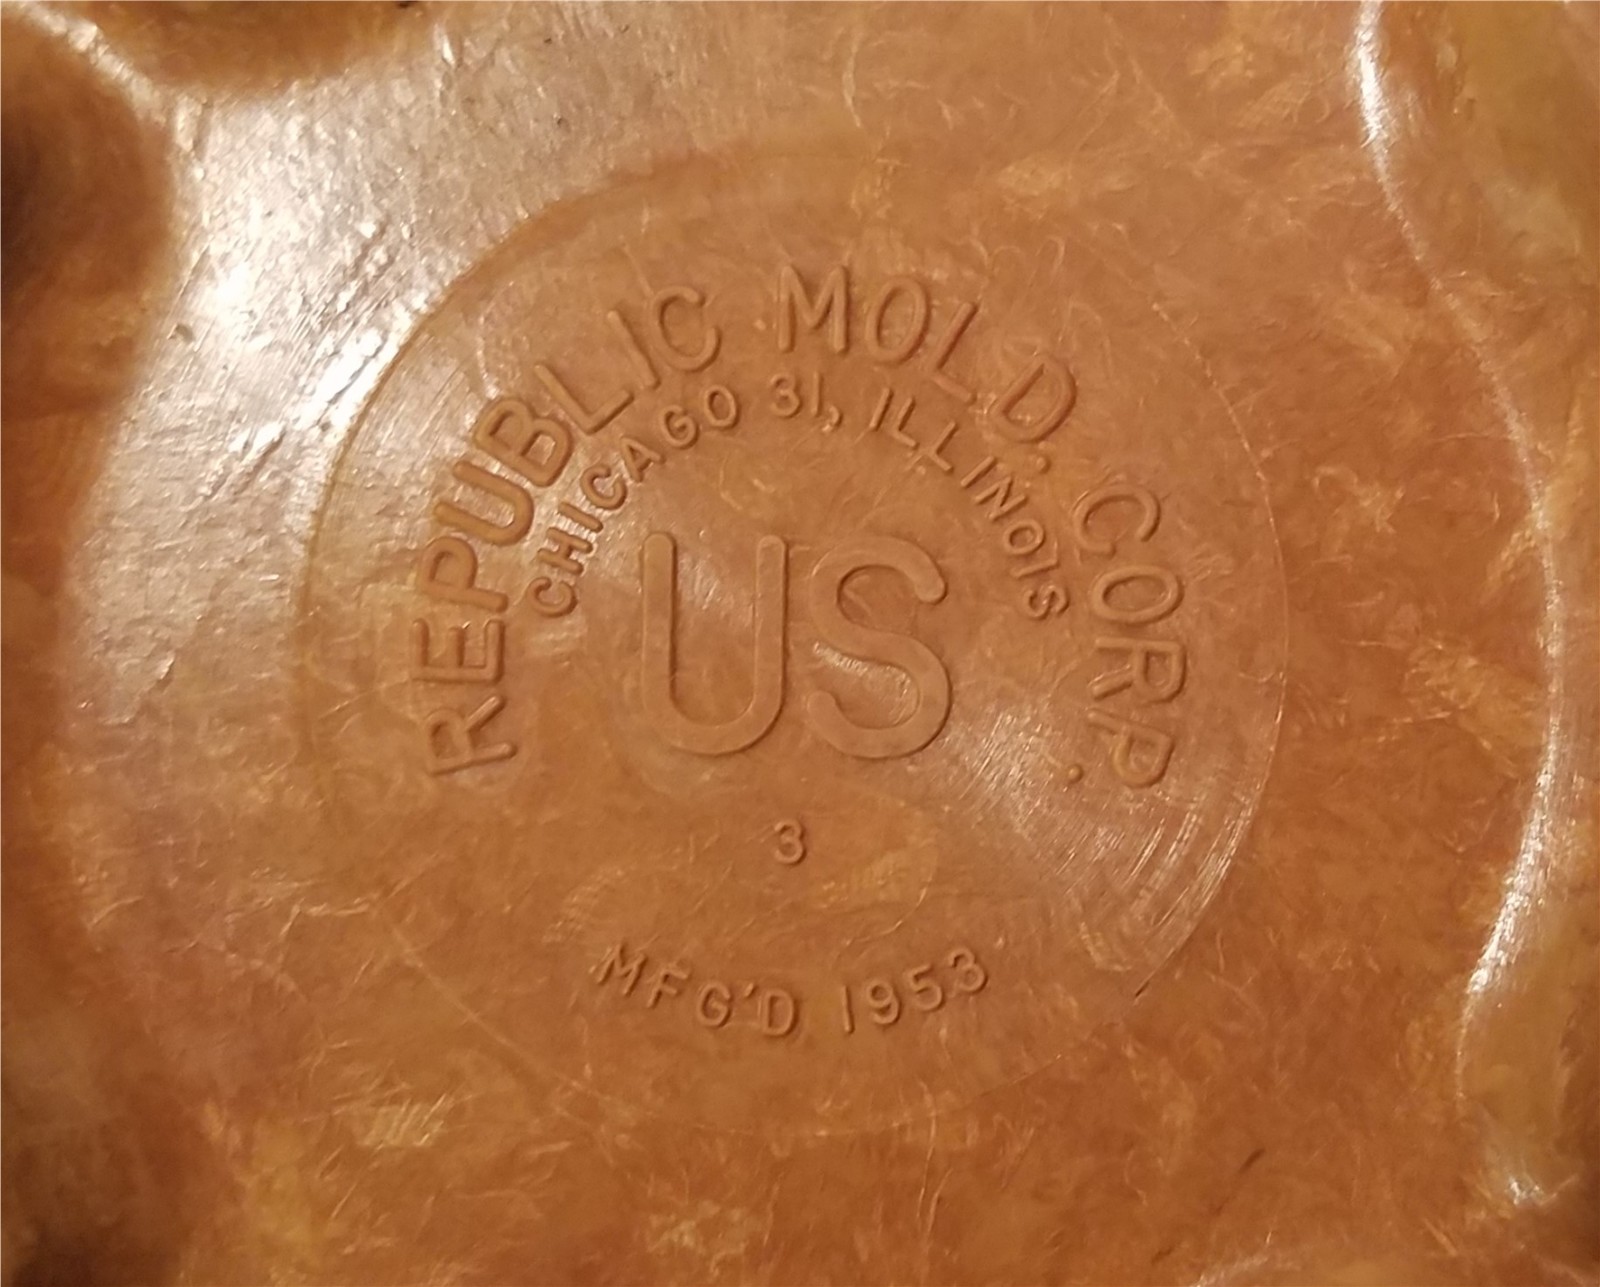 REPUBLIC MOLD. CORP.
CHICAGO 31, ILLINOIS
US
3
MFG'D 1953